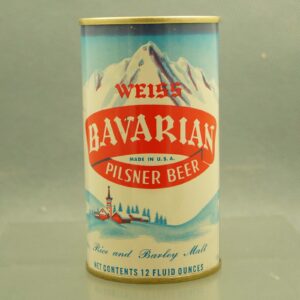 WEISS
BAVARIAN
MADE IN U.S.A.
PILSNER BEER
Rice and Barley Malt
NET CONTENTS 12 FLUID OUNCES